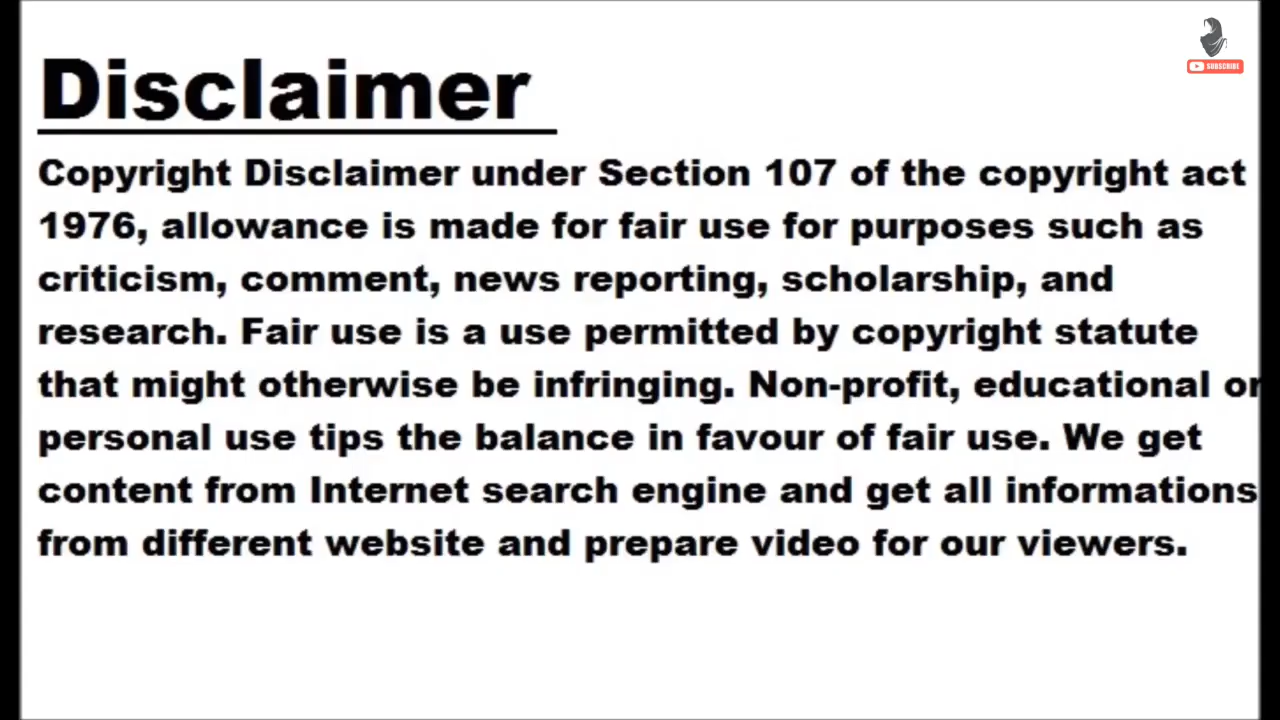 SUBSCRIBE
Disclaimer
Copyright Disclaimer under Section 107 of the copyright act
1976, allowance is made for fair use for purposes such as
criticism, comment, news reporting, scholarship, and
research. Fair use is a use permitted by copyright statute
that might otherwise be infringing. Non-profit, educational or
personal use tips the balance in favour of fair use. We get
content from Internet search engine and get all informations
from different website and prepare video for our viewers.